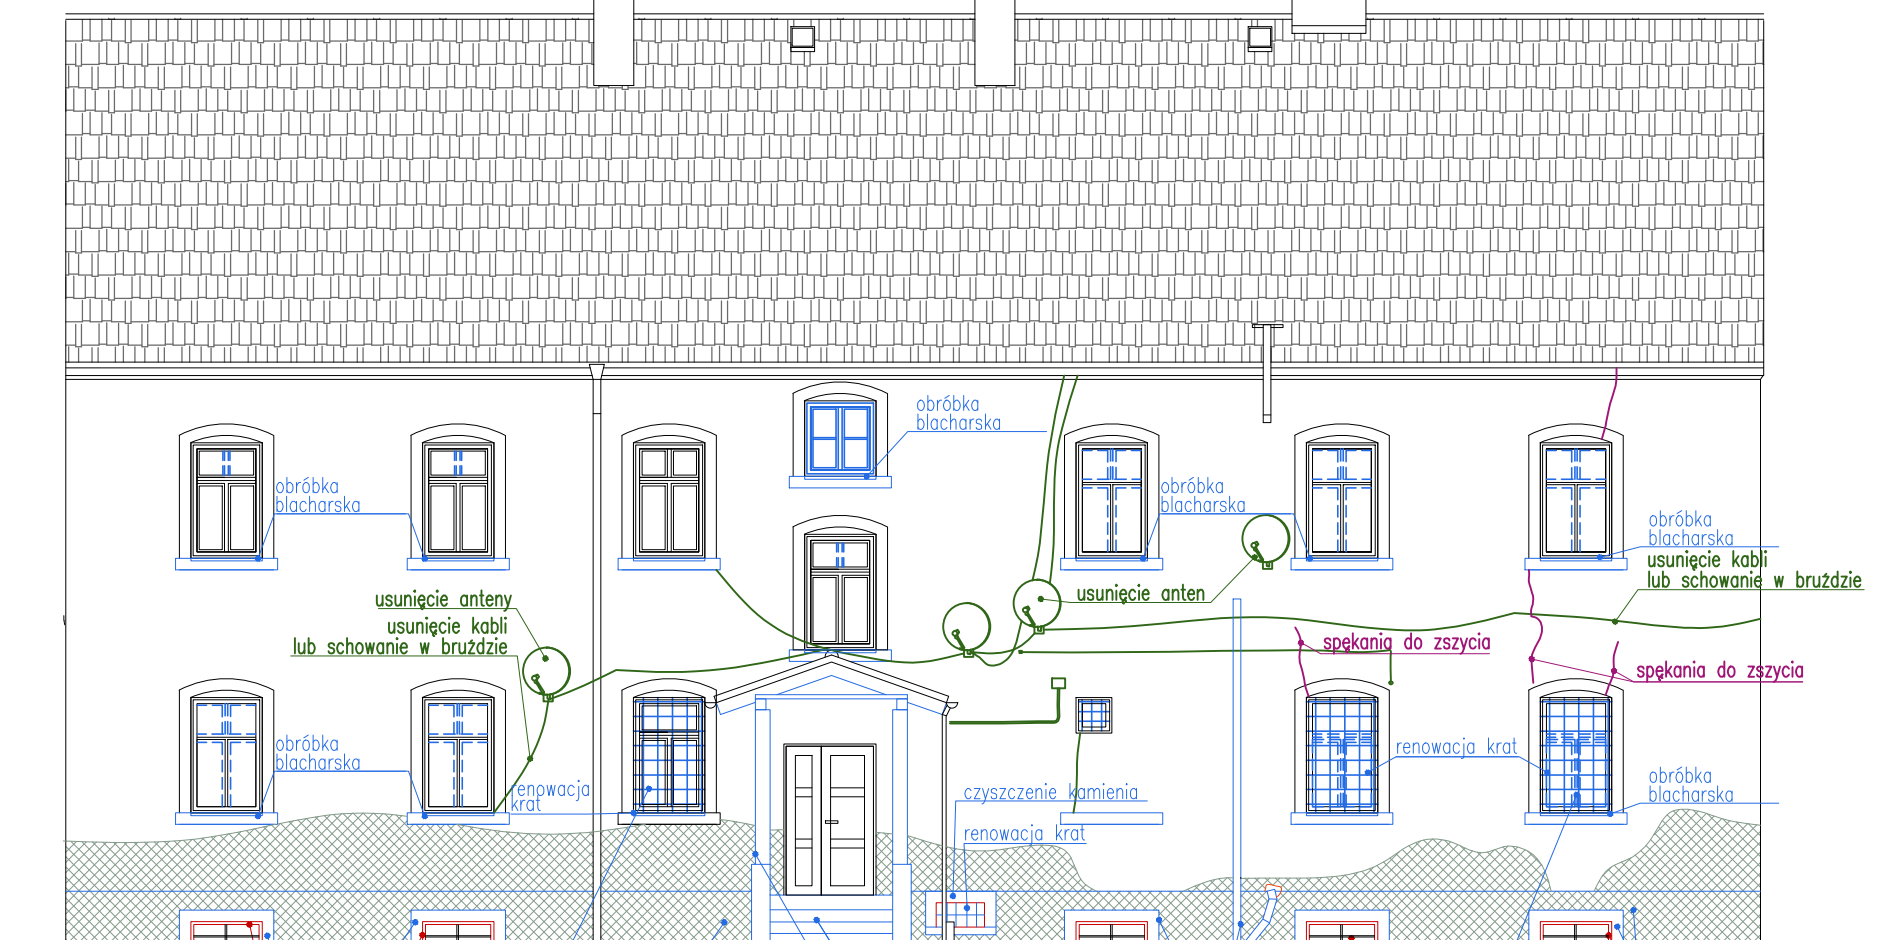 obróbka
blacharska
obróbka
blacharska
obróbka
blacharska
obróbka
blacharska
usunięcie kabli
lub schowanie w bruździe
usunięcie anten
usunięcie anteny
usunięcie kabli
lub schowanie w bruździe
spękania do zszycia
spękania do zszycia
obróbka
blacharska
renowacja krat
obróbka
blacharska
renowacja
krat
czyszczenie kamienia
renowacja krat